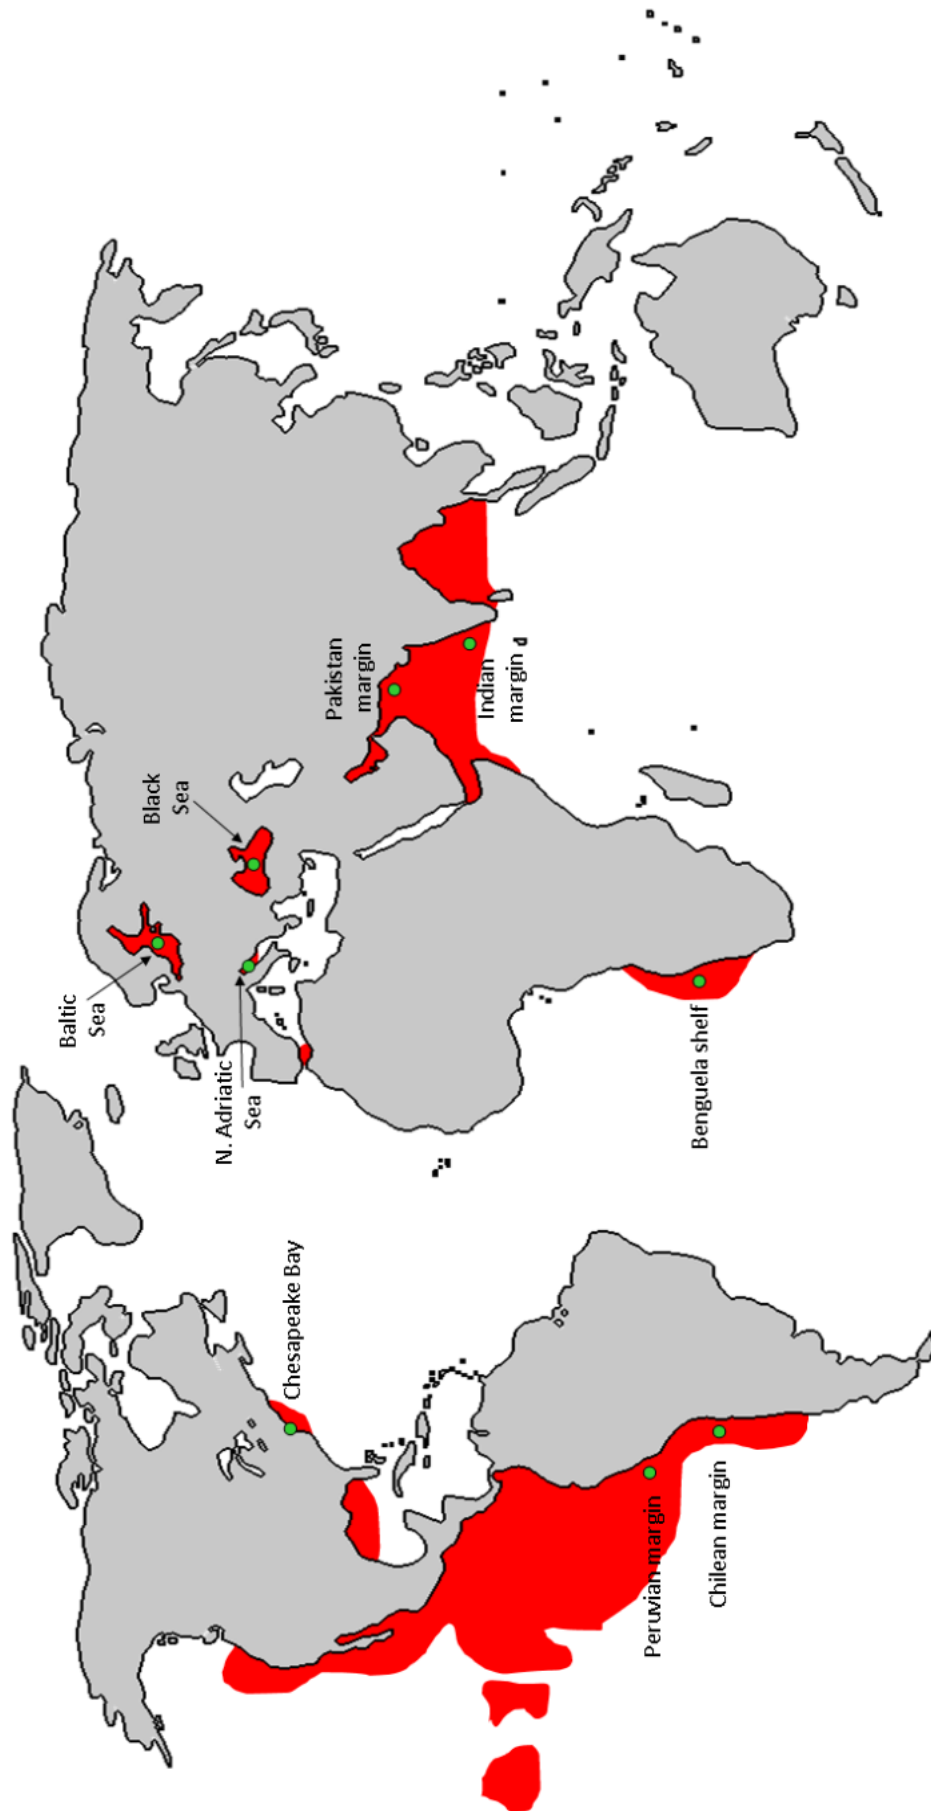 Baltic
Sea
Black
Sea
N. Adriatic
Sea
Chesapeake Bay
Pakistan
margin
Indian
margin
Peruvian margin
Benguela shelf
Chilean margin